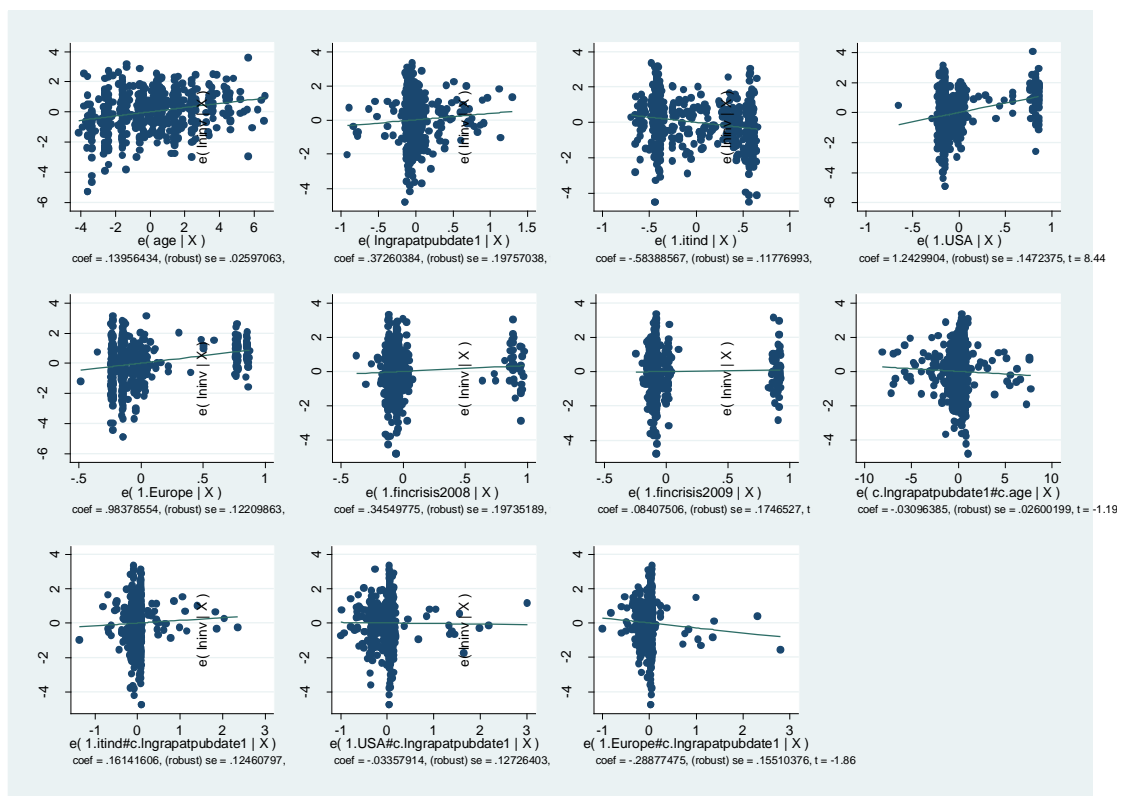 4
2
0
-2
-4
-6
-4 -2 0 2 4 6
e( age | X )
coef = .13956434, (robust) se = .02597063,
e( lninv | X )
4
2
0
-2
-4
-1 -.5 0 .5 1 1.5
e( lngrapatpubdate1 | X )
coef = .37260384, (robust) se = .19757038,
e( lninv | X )
4
2
0
-2
-4
-1 -.5 0 .5 1
e( 1.itind | X )
coef = -.58388567, (robust) se = .11776993,
e( lninv | X )
4
2
0
-2
-4
-6
-1 -.5 0 .5 1
e( 1.USA | X )
coef = 1.2429904, (robust) se = .1472375, t = 8.44
4
2
0
-2
-4
-6
-.5 0 .5 1
e( 1.Europe | X )
coef = .98378554, (robust) se = .12209863,
e( lninv | X )
4
2
0
-2
-4
-.5 0 .5 1
e( 1.fincrisis2008 | X )
coef = .34549775, (robust) se = .19735189,
e( lninv | X )
4
2
0
-2
-4
-.5 0 .5 1
e( 1.fincrisis2009 | X )
coef = .08407506, (robust) se = .1746527, t
e( lninv | X )
4
2
0
-2
-4
-10 -5 0 5 10
e( c.lngrapatpubdate1#c.age | X )
coef = -.03096385, (robust) se = .02600199, t = -1.19
4
2
0
-2
-4
-1 0 1 2 3
e( 1.itind#c.lngrapatpubdate1 | X )
coef = .16141606, (robust) se = .12460797,
e( lninv | X )
4
2
0
-2
-4
-1 0 1 2 3
e( 1.USA#c.lngrapatpubdate1 | X )
coef = -.03357914, (robust) se = .12726403,
e( lninv | X )
4
2
0
-2
-4
-1 0 1 2 3
e( 1.Europe#c.lngrapatpubdate1 | X )
coef = -.28877475, (robust) se = .15510376, t = -1.86